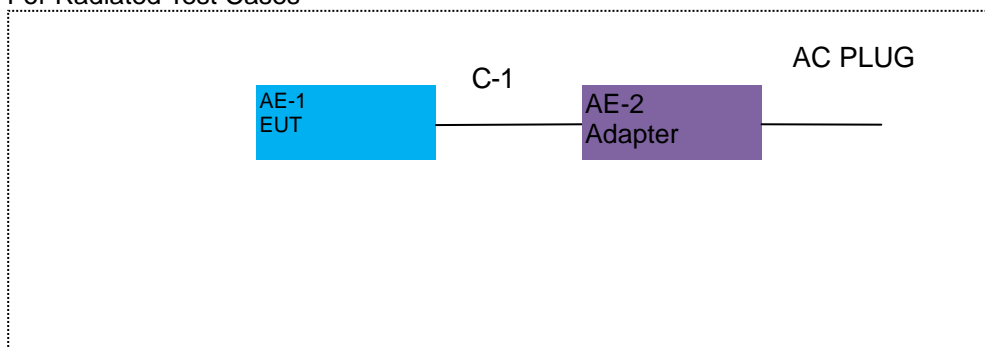 For Radiated Test Cases
AC PLUG
C-1
AE-1
EUT
AE-2
Adapter